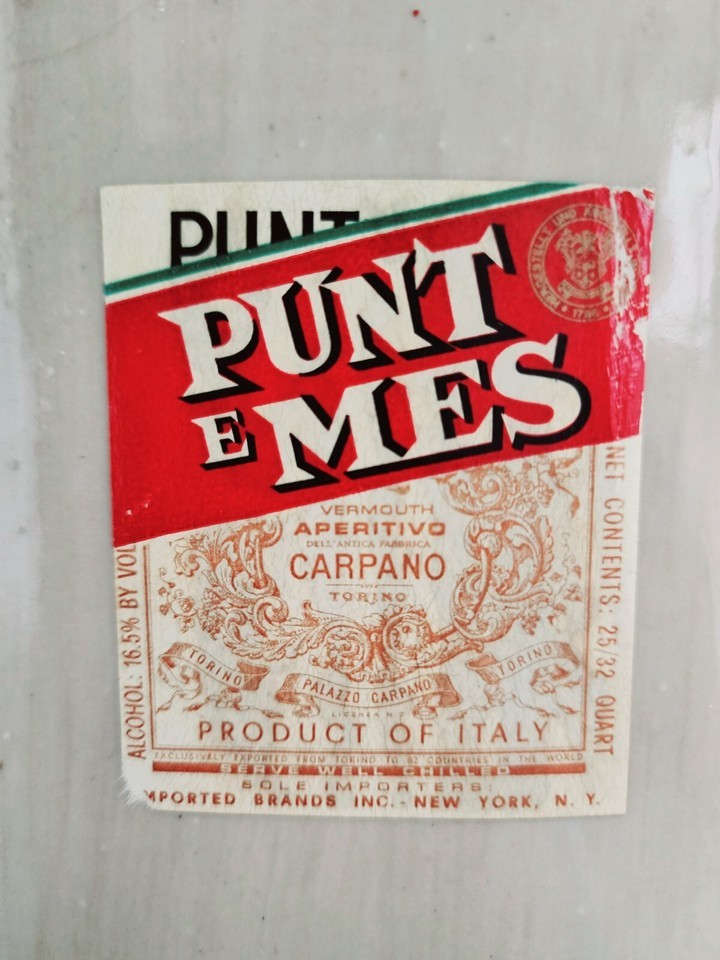 PUNT
PUNT
E MES
1786
VERMOUTH
APERITIVO
DELL'ANTICA FABBRICA
CARPANO
TORINO
TORINO
PALAZZO CARPANO
TORINO
PRODUCT OF ITALY
EXCLUSIVELY EXPORTED FROM TORINO TO 82 COUNTRIES IN THE WORLD
SERVE WELL CHILLED
SOLE IMPORTERS:
MPORTED BRANDS INC.- NEW YORK, N. Y.
ALCOHOL: 16.5% BY VOL
NET CONTENTS: 25/32 QUART